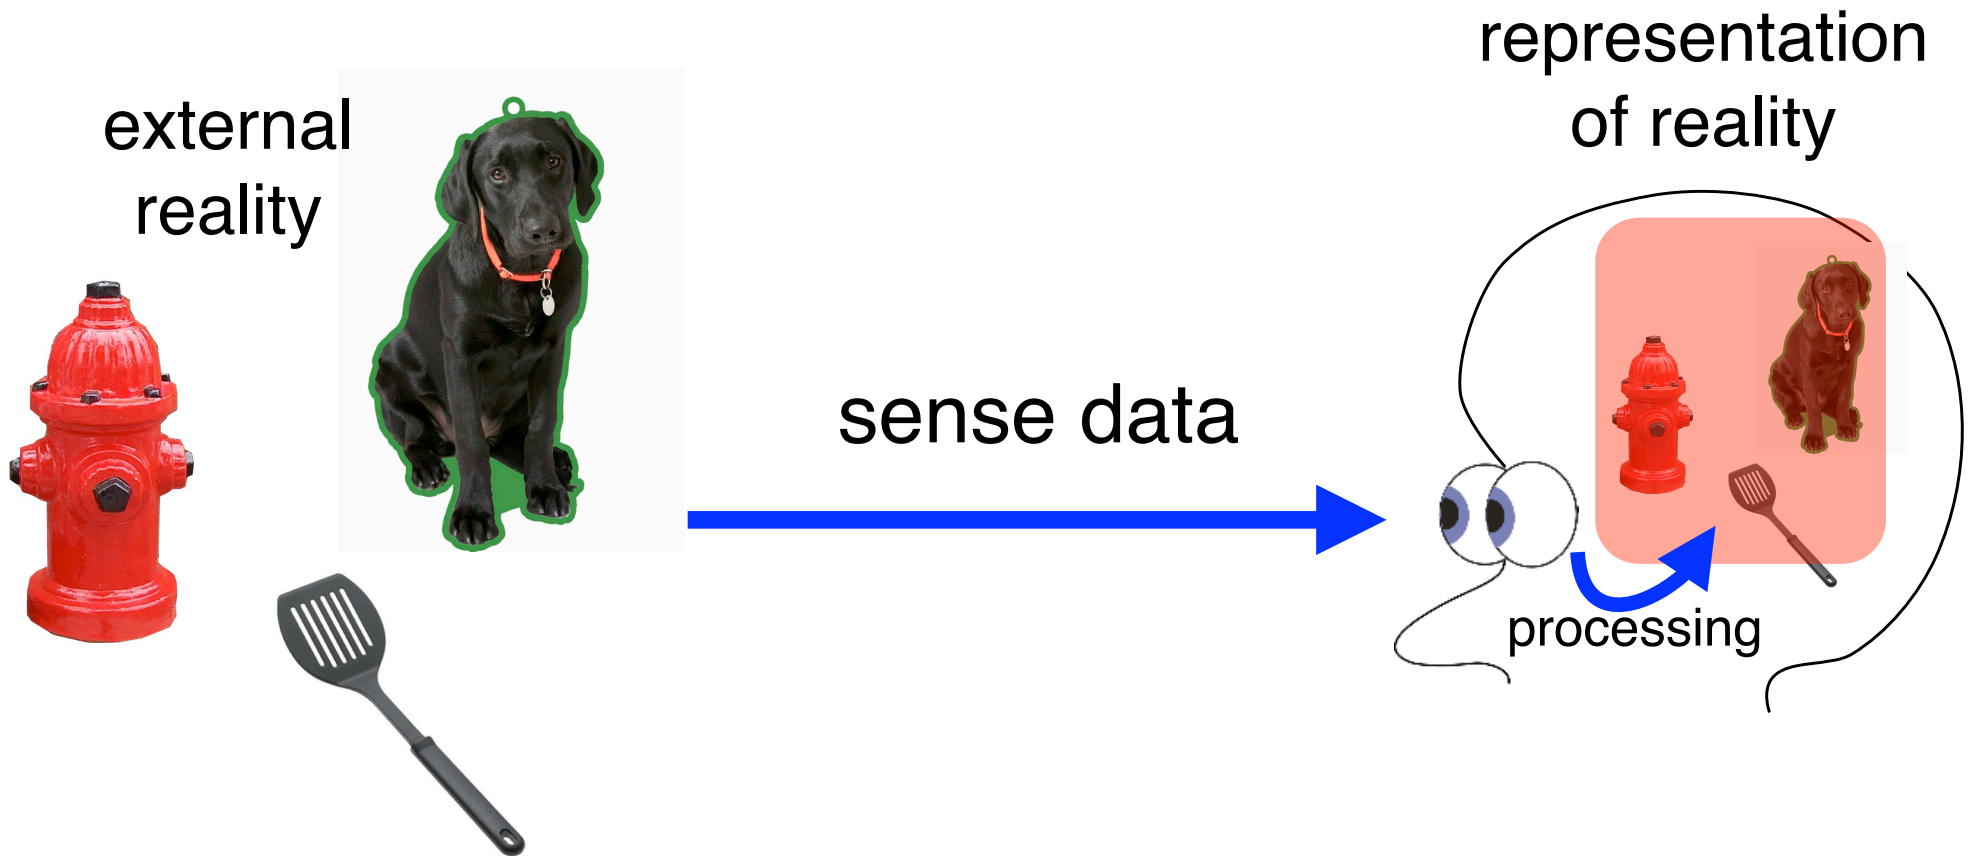 external
reality
sense data
representation
of reality
processing